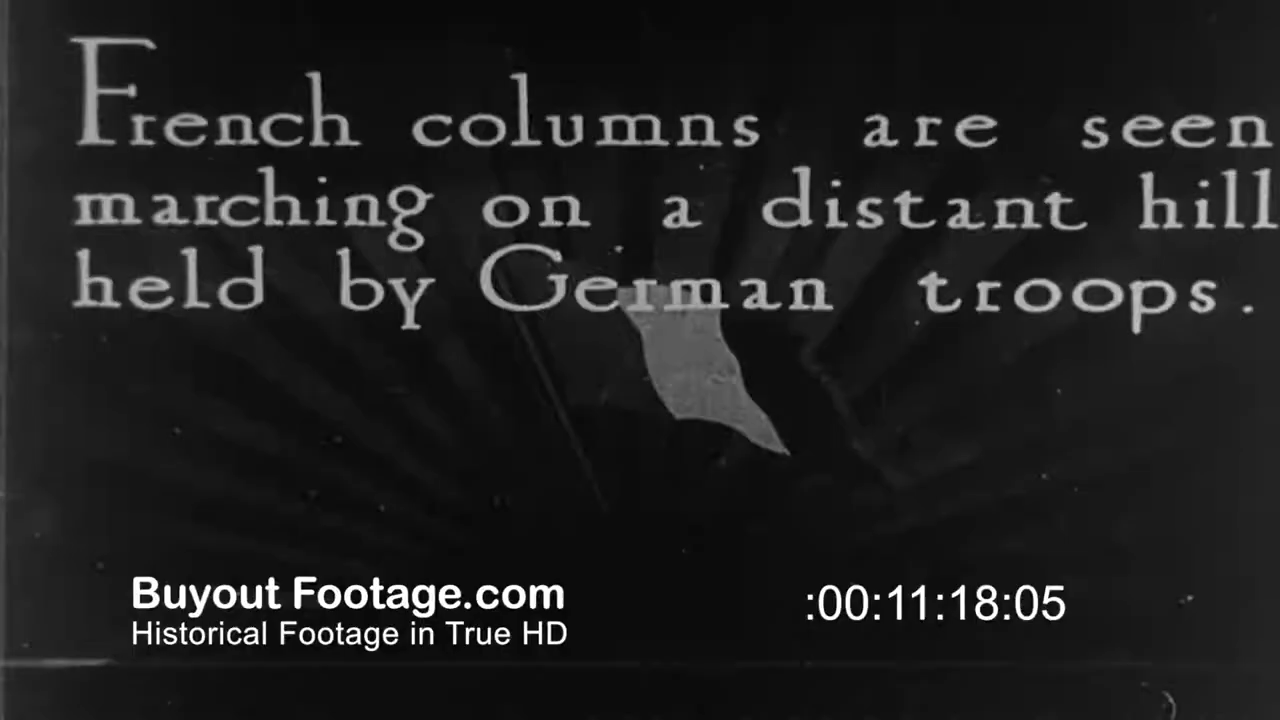 French columns are seen
marching on a distant hill
held by German troops.
Buyout Footage.com
Historical Footage in True HD
:00:11:18:05